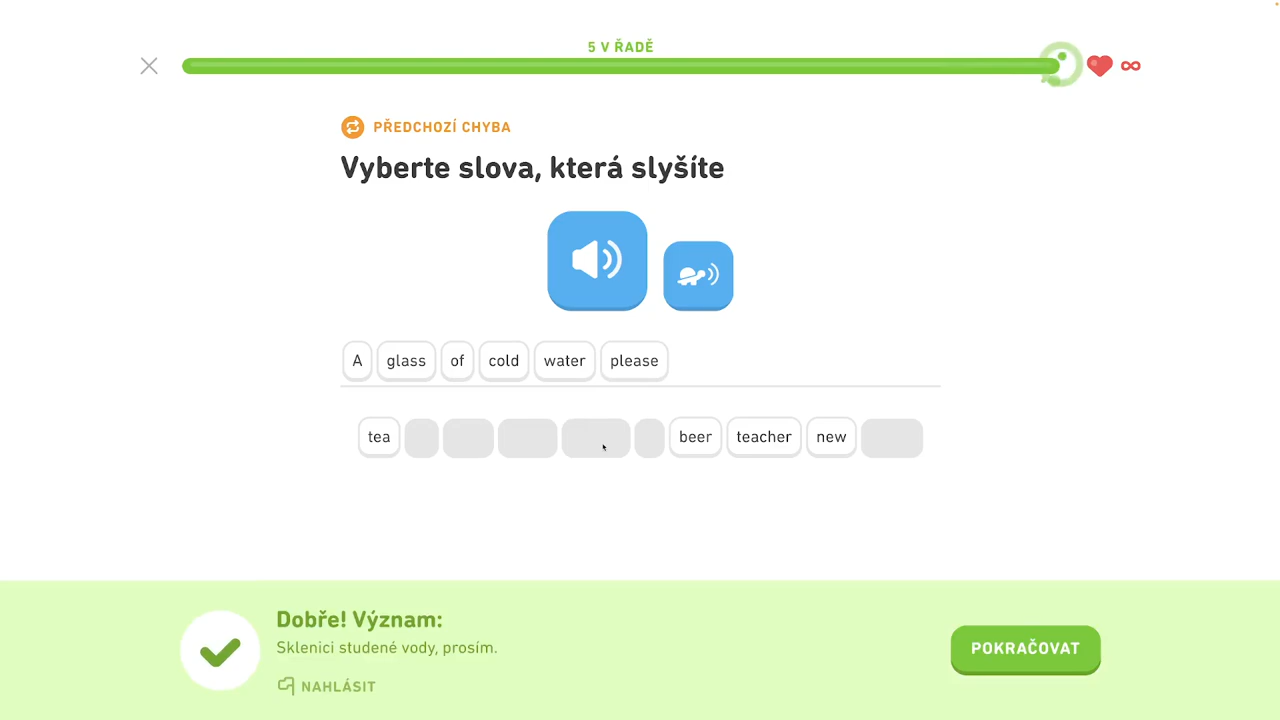 5 V ŘADĚ
∞
PŘEDCHOZÍ CHYBA
Vyberte slova, která slyšíte
A glass of cold water please
tea beer teacher new
Dobře! Význam:
Sklenici studené vody, prosím.
NAHLÁSIT
POKRAČOVAT